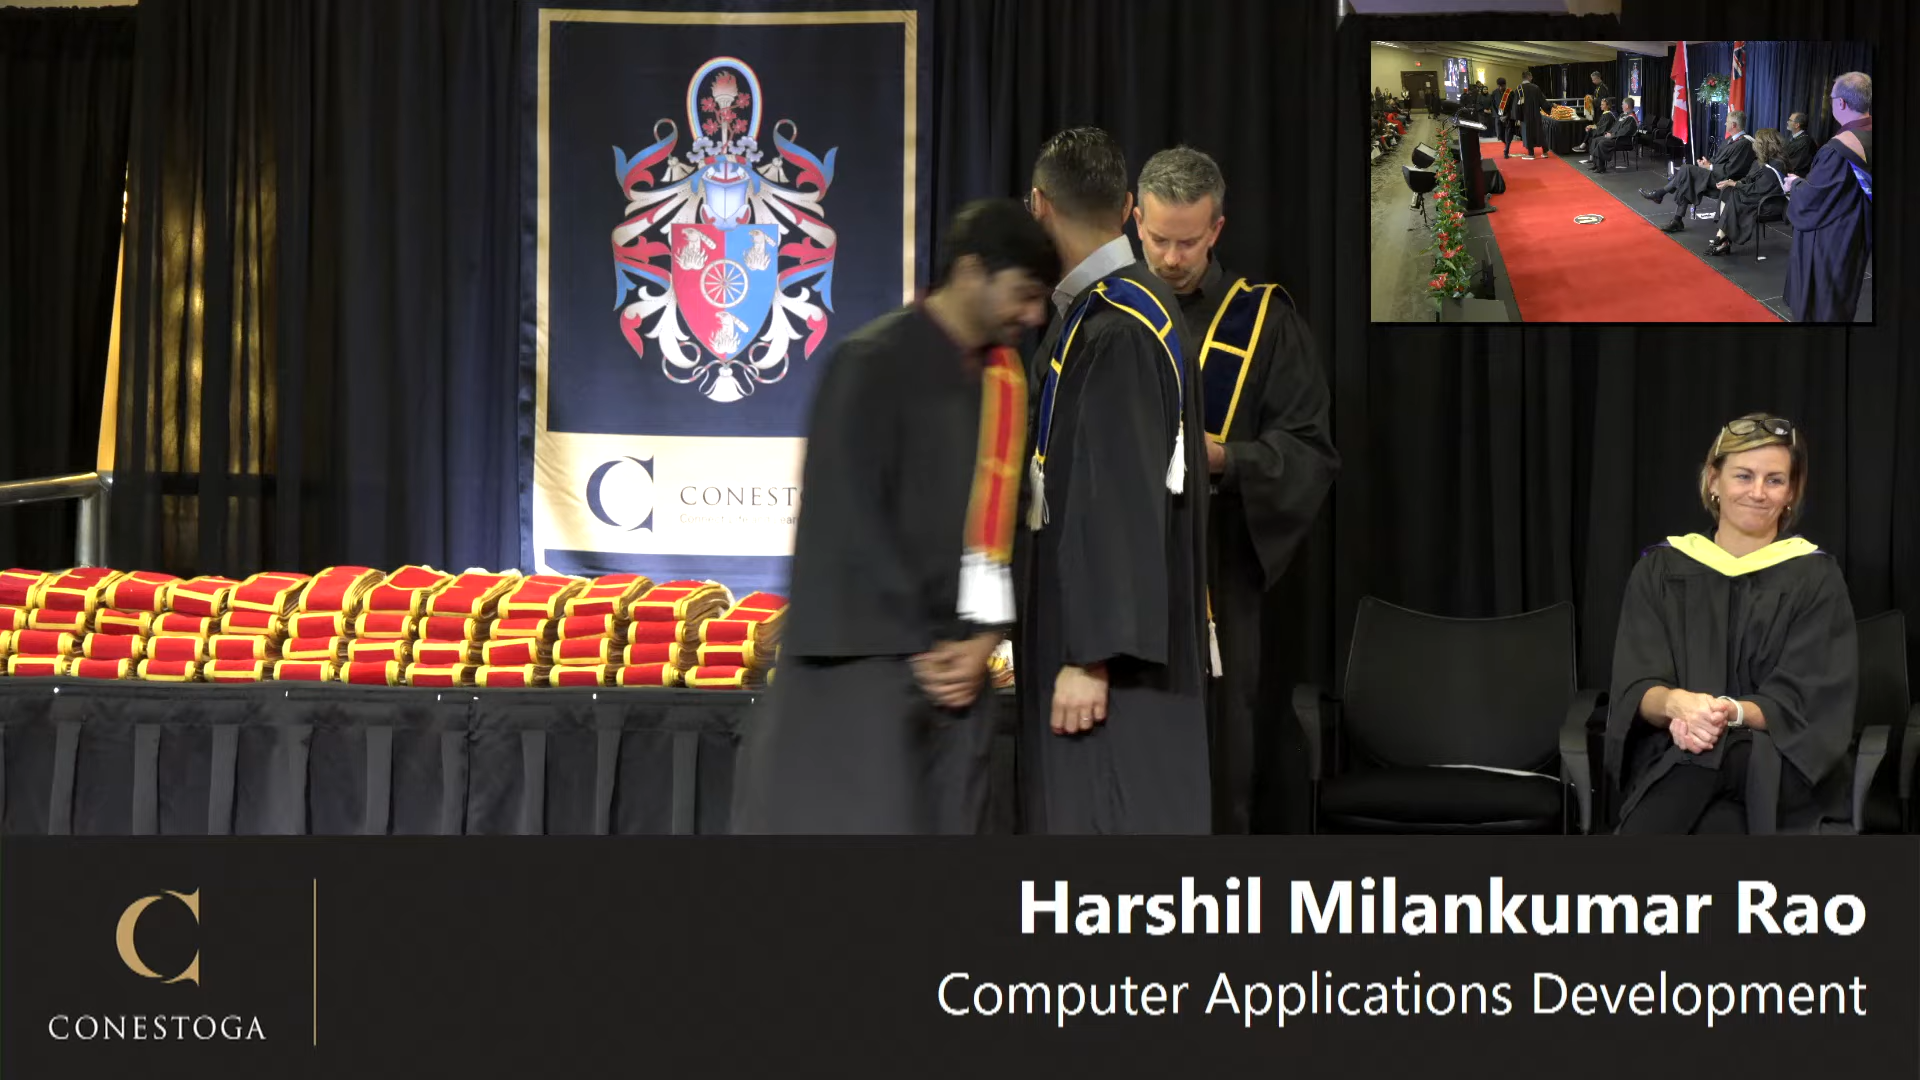 CONEST
Harshil Milankumar Rao
Computer Applications Development
CONESTOGA